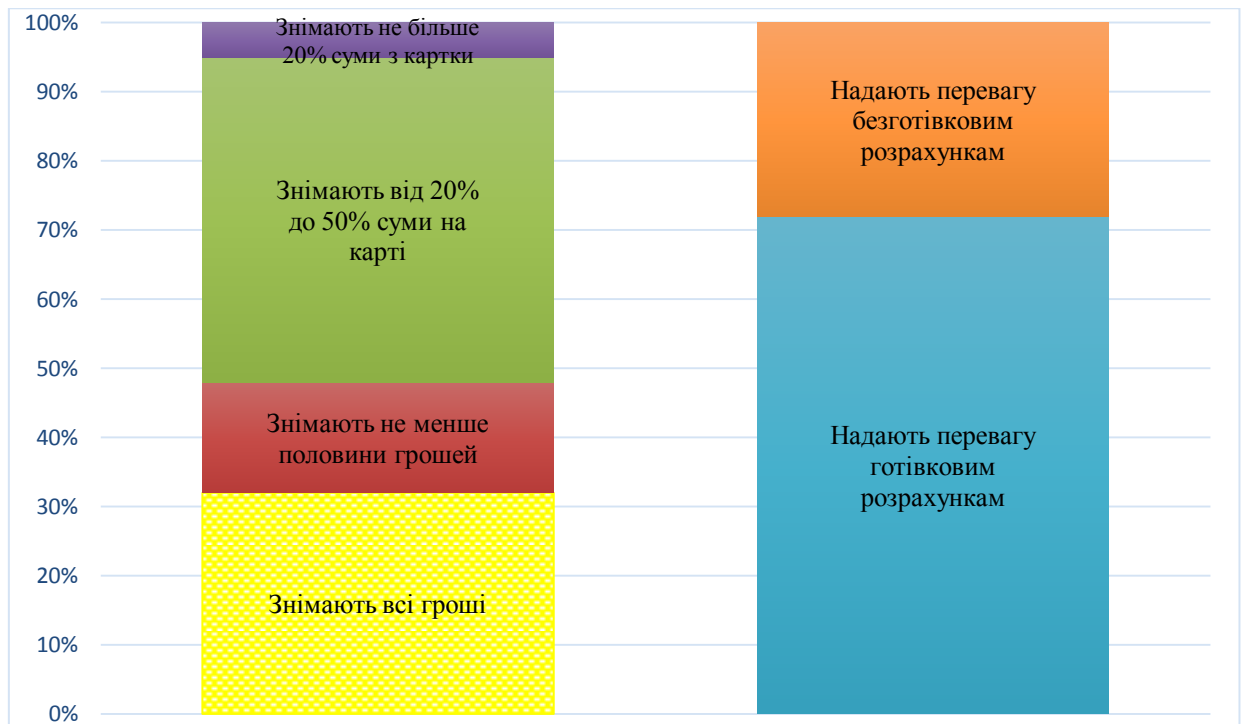 100%
90%
80%
70%
60%
50%
40%
30%
20%
10%
0%
Знімають не більше
20% суми з картки
Знімають від 20%
до 50% суми на
карті
Знімають не менше
половини грошей
Знімають всі гроші
Надають перевагу
безготівковим
розрахункам
Надають перевагу
готівковим
розрахункам